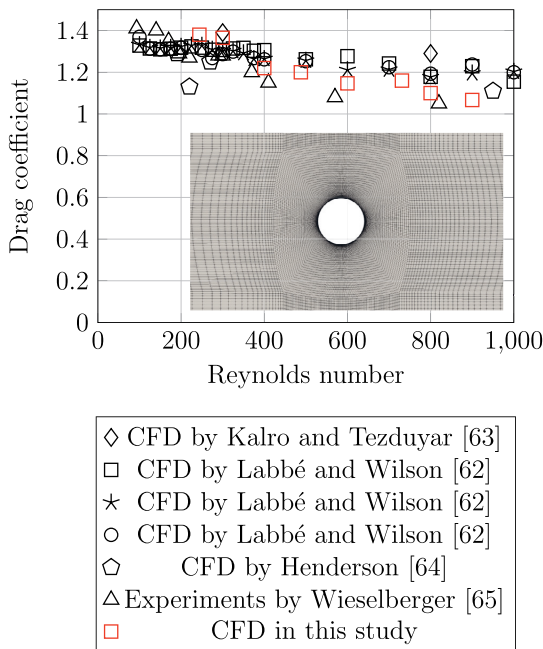 1.4
1.2
1
0.8
0.6
0.4
0.2
0
Drag coefficient
0 200 400 600 800 1,000
Reynolds number
CFD by Kalro and Tezduyar [63]
CFD by Labbé and Wilson [62]
CFD by Labbé and Wilson [62]
CFD by Labbé and Wilson [62]
CFD by Henderson [64]
Experiments by Wieselberger [65]
CFD in this study